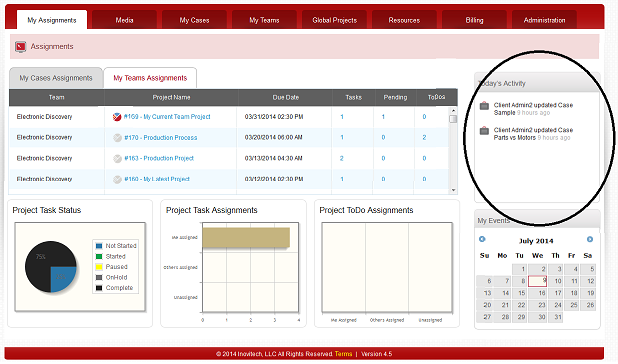 My Assignments Media My Cases My Teams Global Projects Resources Billing Administration
Assignments
My Cases Assignments My Teams Assignments
Team Project Name Due Date Tasks Pending ToDos
Electronic Discovery #159 - My Current Team Project 03/31/2014 02:30 PM 1 1 0
Electronic Discovery #170 - Production Process 03/20/2014 06:00 AM 1 0 2
Electronic Discovery #163 - Production Project 03/13/2014 04:30 AM 2 0 0
Electronic Discovery #160 - My Latest Project 03/12/2014 02:30 PM 1 0 0
Today's Activity
Client Admin2 updated Case
Sample 9 hours ago
Client Admin2 updated Case
Parts vs Motors 9 hours ago
Project Task Status
75%
Not Started
Started
Paused
OnHold
Complete
Project Task Assignments
Me Assigned
Others Assigned
Unassigned
0 1 2 3 4
Project ToDo Assignments
Me Assigned Others Assigned Unassigned
My Events
July 2014
Su Mo Tu We Th Fr Sa
1 2 3 4 5
6 7 8 9 10 11 12
13 14 15 16 17 18 19
20 21 22 23 24 25 26
27 28 29 30 31
© 2014 Inovitech, LLC All Rights Reserved. Terms | Version 4.5